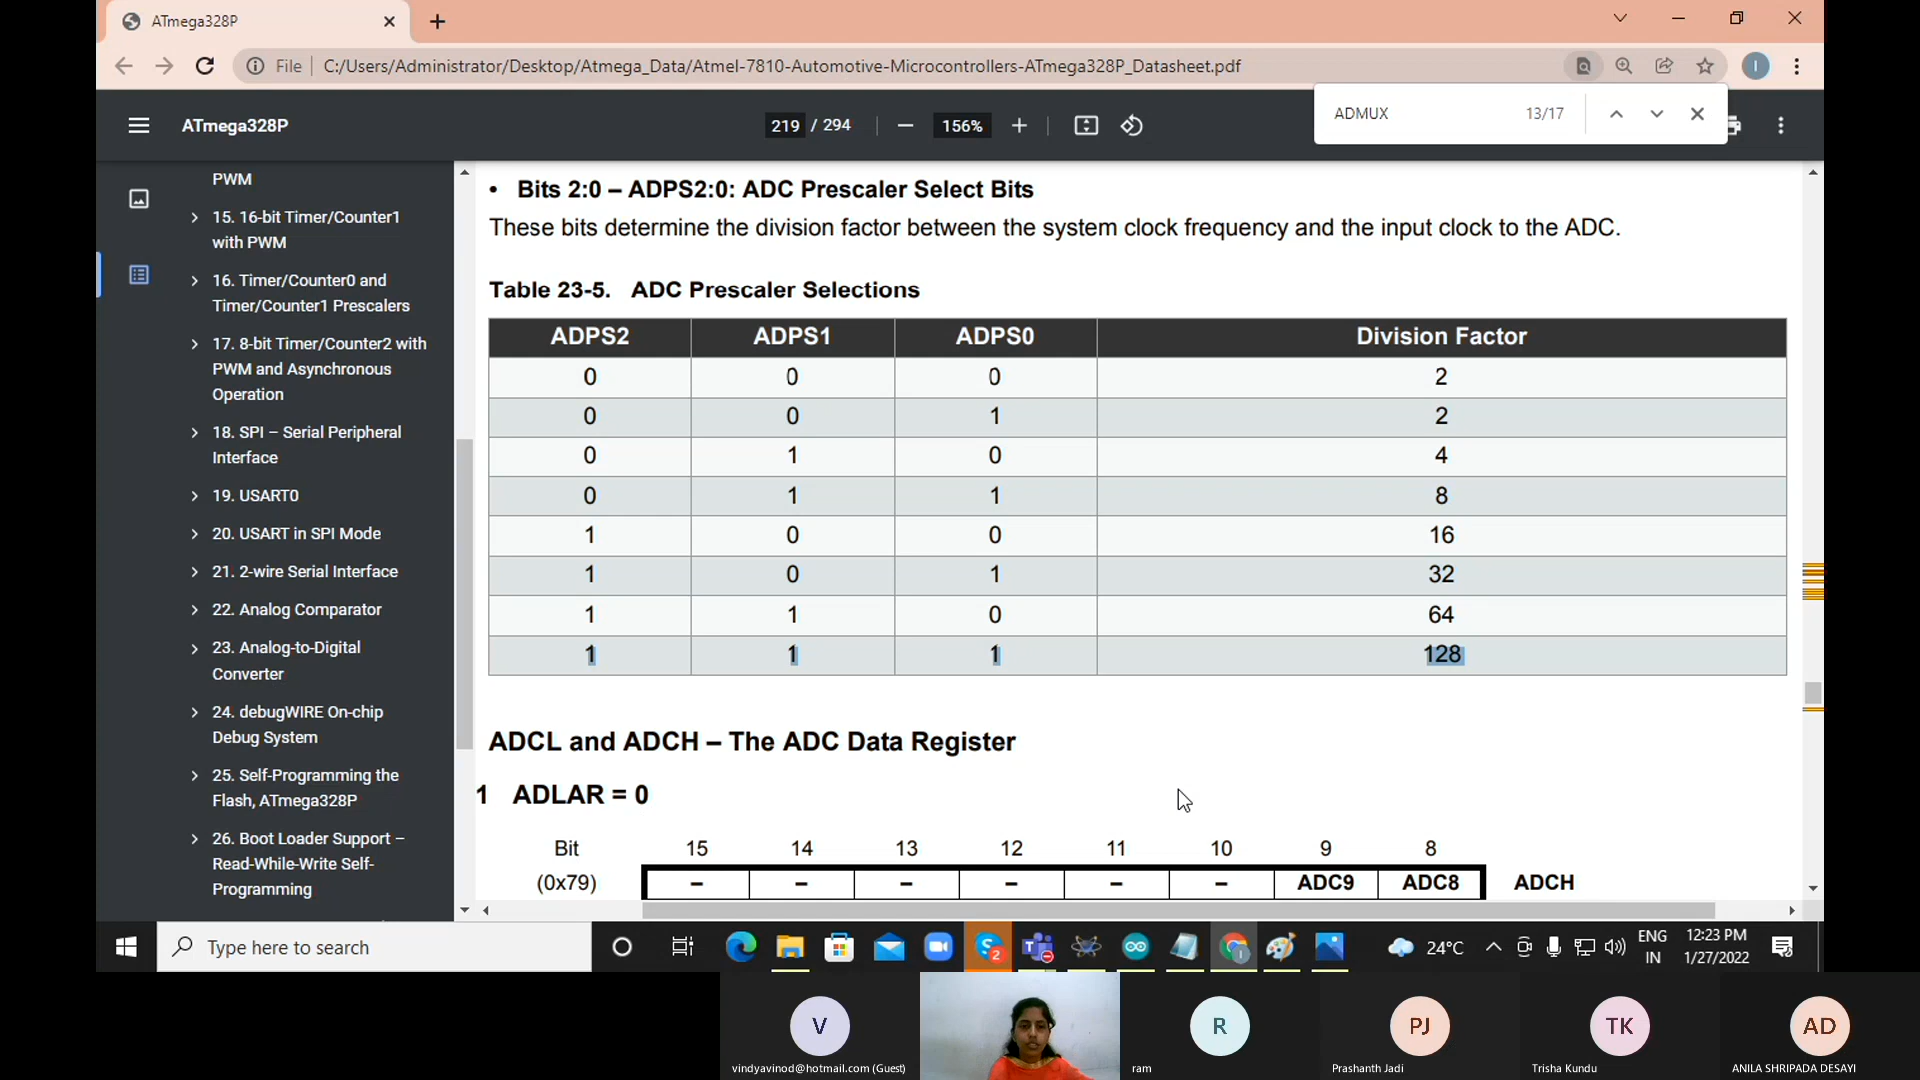 ATmega328P
File
C:/Users/Administrator/Desktop/Atmega_Data/Atmel-7810-Automotive-Microcontrollers-ATmega328P_Datasheet.pdf
I
ATmega328P
219 / 294
156%
ADMUX 13/17
PWM
15. 16-bit Timer/Counter1
with PWM
16. Timer/Counter0 and
Timer/Counter1 Prescalers
17. 8-bit Timer/Counter2 with
PWM and Asynchronous
Operation
18. SPI – Serial Peripheral
Interface
19. USART0
20. USART in SPI Mode
21. 2-wire Serial Interface
22. Analog Comparator
23. Analog-to-Digital
Converter
24. debugWIRE On-chip
Debug System
25. Self-Programming the
Flash, ATmega328P
26. Boot Loader Support –
Read-While-Write Self-
Programming
• Bits 2:0 – ADPS2:0: ADC Prescaler Select Bits
These bits determine the division factor between the system clock frequency and the input clock to the ADC.
Table 23-5. ADC Prescaler Selections
ADPS2 ADPS1 ADPS0 Division Factor
0 0 0 2
0 0 1 2
0 1 0 4
0 1 1 8
1 0 0 16
1 0 1 32
1 1 0 64
1 1 1 128
ADCL and ADCH – The ADC Data Register
1 ADLAR = 0
Bit 15 14 13 12 11 10 9 8
(0x79) – – – – – – ADC9 ADC8 ADCH
Type here to search
2
24°C
ENG
IN
12:23 PM
1/27/2022
V
R
PJ
TK
AD
vindyavinod@hotmail.com (Guest)
ram
Prashanth Jadi
Trisha Kundu
ANILA SHRIPADA DESAYI